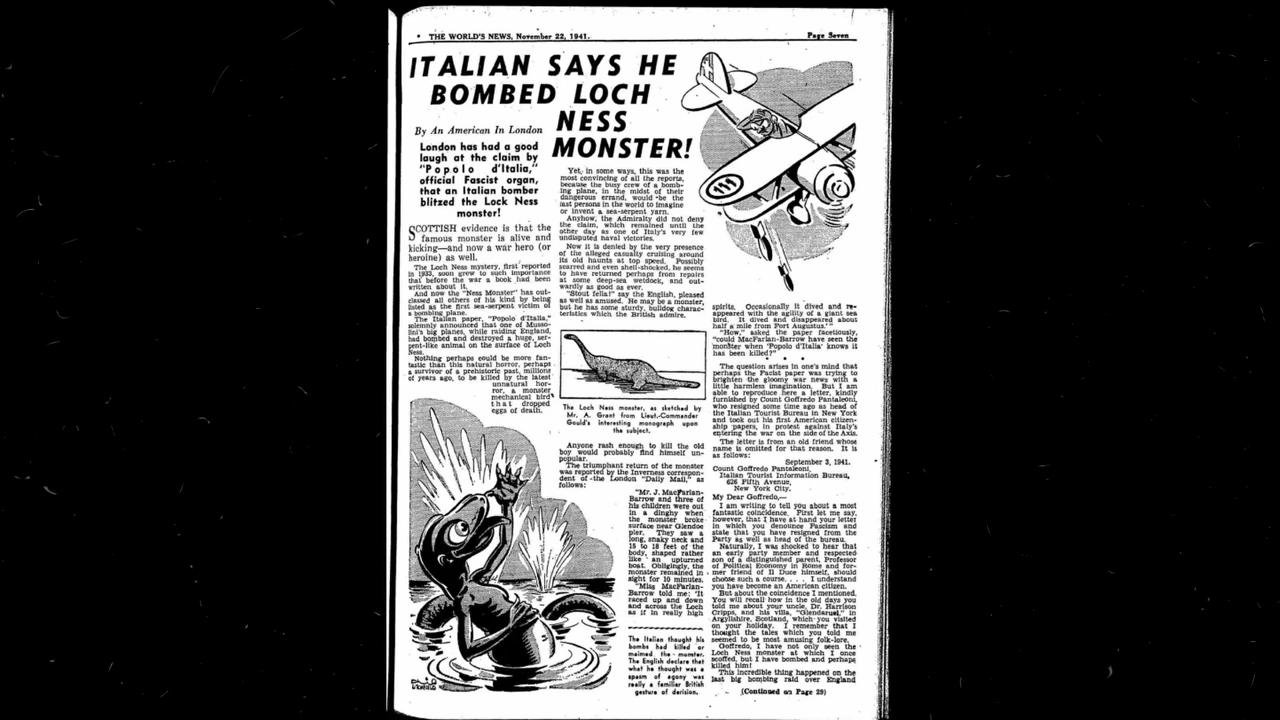 THE WORLD'S NEWS, November 22, 1941.
Page Seven
ITALIAN SAYS HE
BOMBED LOCH
NESS
MONSTER!
By An American In London
London has had a good
laugh at the claim by
"Popolo d'Italia,"
official Fascist organ,
that an Italian bomber
blitzed the Lock Ness
monster!
SCOTTISH evidence is that the
famous monster is alive and
kicking—and now a war hero (or
heroine) as well.
The Loch Ness mystery, first reported
in 1933, soon grew to such importance
that before the war a book had been
written about it.
And now the "Ness Monster" has out-
classed all others of his kind by being
listed as the first sea-serpent victim of
a bombing plane.
The Italian paper, "Popolo d'Italia,"
solemnly announced that one of Musso-
lini's big planes, while raiding England,
had bombed and destroyed a huge, ser-
pent-like animal on the surface of Loch
Ness.
Nothing perhaps could be more fan-
tastic than this natural horror, perhaps
a survivor of a prehistoric past, millions
of years ago, to be killed by the latest
unnatural hor-
ror, a monster
mechanical bird
that dropped
eggs of death.
Yet, in some ways, this was the
most convincing of all the reports,
because the busy crew of a bomb-
ing plane, in the midst of their
dangerous errand, would be the
last persons in the world to imagine
or invent a sea-serpent yarn.
Anyhow, the Admiralty did not deny
the claim, which remained until the
other day as one of Italy's very few
undisputed naval victories.
Now it is denied by the very presence
of the alleged casualty cruising around
its old haunts at top speed. Possibly
scarred and even shell-shocked, he seems
to have returned perhaps from repairs
at some deep-sea wetdock, and out-
wardly as good as ever.
"Stout fella!" say the English, pleased
as well as amused. He may be a monster,
but he has some sturdy, bulldog charac-
teristics which the British admire.
The Loch Ness monster, as sketched by
Mr. A. Grant from Lieut.-Commander
Gould's interesting monograph upon
the subject.
Anyone rash enough to kill the old
boy would probably find himself un-
popular.
The triumphant return of the monster
was reported by the Inverness correspon-
dent of the London "Daily Mail," as
follows:
"Mr. J. MacFarlan-
Barrow and three of
his children were out
in a dinghy when
the monster broke
surface near Glendoe
pier. They saw a
long, snaky neck and
15 to 18 feet of the
body, shaped rather
like an upturned
boat. Obligingly, the
monster remained in
sight for 10 minutes.
"Miss MacFarlan-
Barrow told me: 'It
raced up and down
and across the Loch
as if in really high
The Italian thought his
bombs had killed or
maimed the monster.
The English declare that
what he thought was a
spasm of agony was
really a familiar British
gesture of derision.
spirits. Occasionally it dived and re-
appeared with the agility of a giant sea
bird. It dived and disappeared about
half a mile from Fort Augustus.'"
"How," asked the paper facetiously,
"could MacFarlan-Barrow have seen the
monster when 'Popolo d'Italia' knows it
has been killed?"
* * *
The question arises in one's mind that
perhaps the Facist paper was trying to
brighten the gloomy war news with a
little harmless imagination. But I am
able to reproduce here a letter, kindly
furnished by Count Goffredo Pantaleoni,
who resigned some time ago as head of
the Italian Tourist Bureau in New York
and took out his first American citizen-
ship papers, in protest against Italy's
entering the war on the side of the Axis.
The letter is from an old friend whose
name is omitted for that reason. It is
as follows:
September 3, 1941.
Count Goffredo Pantaleoni,
Italian Tourist Information Bureau,
626 Fifth Avenue,
New York City.
My Dear Goffredo,—
I am writing to tell you about a most
fantastic coincidence. First let me say,
however, that I have at hand your letter
in which you denounce Fascism and
state that you have resigned from the
Party as well as head of the bureau.
Naturally, I was shocked to hear that
an early party member and respected
son of a distinguished parent, Professor
of Political Economy in Rome and for-
mer friend of Il Duce himself, should
choose such a course. . . . I understand
you have become an American citizen.
But about the coincidence I mentioned.
You will recall how in the old days you
told me about your uncle, Dr. Harrison
Cripps, and his villa, "Glendaruel," in
Argyllshire, Scotland, which you visited
on your holiday. I remember that I
thought the tales which you told me
seemed to be most amusing folk-lore.
Goffredo, I have not only seen the
Loch Ness monster at which I once
scoffed, but I have bombed and perhaps
killed him!
This incredible thing happened on the
last big bombing raid over England
(Continued on Page 29)